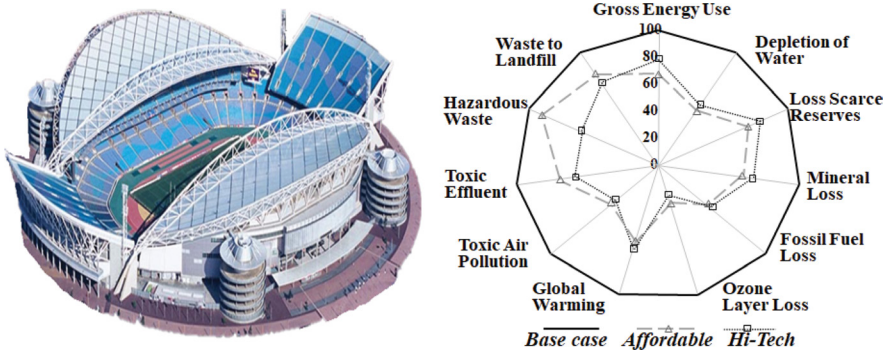 Gross Energy Use
100
80
60
40
20
0
Depletion of
Water
Loss Scarce
Reserves
Mineral
Loss
Fossil Fuel
Loss
Ozone
Layer Loss
Global
Warming
Toxic Air
Pollution
Toxic
Effluent
Hazardous
Waste
Waste to
Landfill
Base case Affordable Hi-Tech